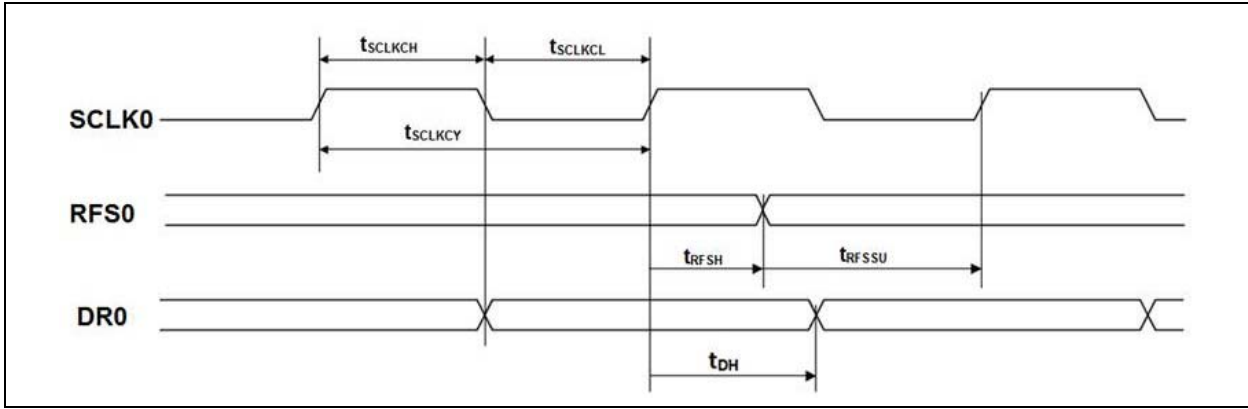 tSCLKCH
tSCLKCL
SCLK0
tSCLKCY
RFS0
tRFSH
tRFSSU
DR0
tDH